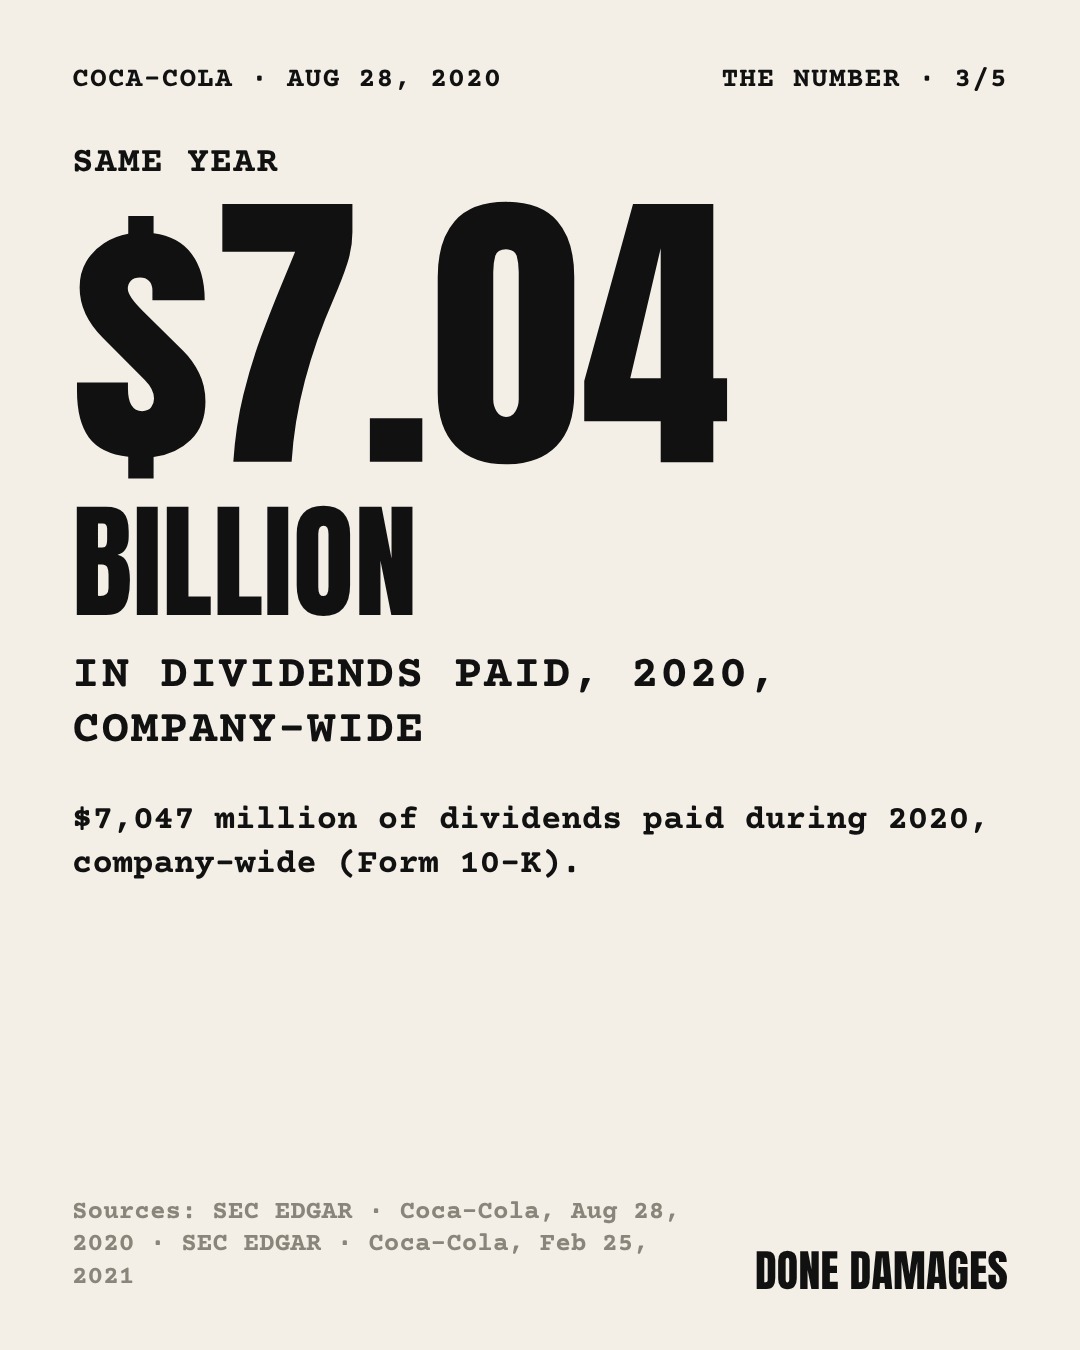 COCA-COLA · AUG 28, 2020
THE NUMBER · 3/5
SAME YEAR
$7.04
BILLION
IN DIVIDENDS PAID, 2020,
COMPANY-WIDE
$7,047 million of dividends paid during 2020,
company-wide (Form 10-K).
Sources: SEC EDGAR · Coca-Cola, Aug 28,
2020 · SEC EDGAR · Coca-Cola, Feb 25,
2021
DONE DAMAGES